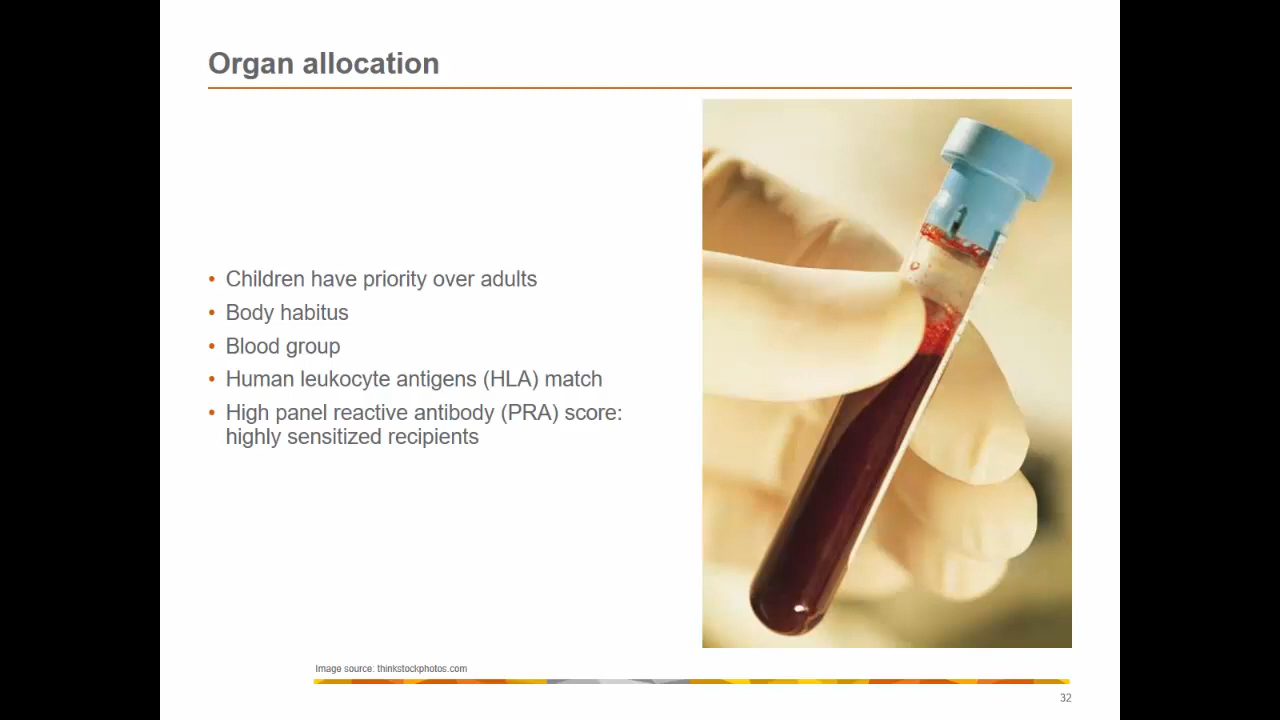 Organ allocation
• Children have priority over adults
• Body habitus
• Blood group
• Human leukocyte antigens (HLA) match
• High panel reactive antibody (PRA) score:
highly sensitized recipients
Image source: thinkstockphotos.com
32